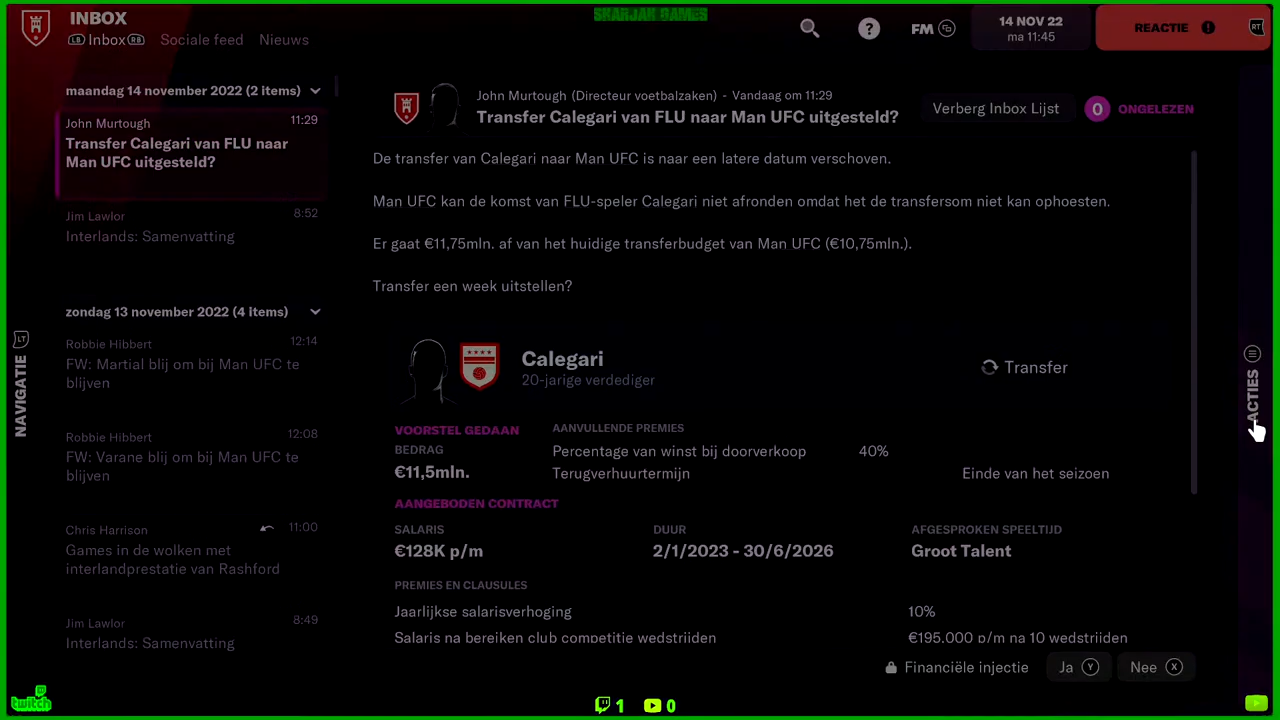 SHARJAH GAMES
INBOX
LB Inbox RB Sociale feed Nieuws
FM
14 NOV 22
ma 11:45
REACTIE
RT
maandag 14 november 2022 (2 items)
John Murtough 11:29
Transfer Calegari van FLU naar
Man UFC uitgesteld?
Jim Lawlor 8:52
Interlands: Samenvatting
zondag 13 november 2022 (4 items)
Robbie Hibbert 12:14
FW: Martial blij om bij Man UFC te
blijven
Robbie Hibbert 12:08
FW: Varane blij om bij Man UFC te
blijven
Chris Harrison 11:00
Games in de wolken met
interlandprestatie van Rashford
Jim Lawlor 8:49
Interlands: Samenvatting
LT
NAVIGATIE
John Murtough (Directeur voetbalzaken) - Vandaag om 11:29
Transfer Calegari van FLU naar Man UFC uitgesteld?
Verberg Inbox Lijst
0 ONGELEZEN
De transfer van Calegari naar Man UFC is naar een latere datum verschoven.
Man UFC kan de komst van FLU-speler Calegari niet afronden omdat het de transfersom niet kan ophoesten.
Er gaat €11,75mln. af van het huidige transferbudget van Man UFC (€10,75mln.).
Transfer een week uitstellen?
Calegari
20-jarige verdediger
Transfer
VOORSTEL GEDAAN
BEDRAG
€11,5mln.
AANVULLENDE PREMIES
Percentage van winst bij doorverkoop 40%
Terugverhuurtermijn Einde van het seizoen
AANGEBODEN CONTRACT
SALARIS
€128K p/m
DUUR
2/1/2023 - 30/6/2026
AFGESPROKEN SPEELTIJD
Groot Talent
PREMIES EN CLAUSULES
Jaarlijkse salarisverhoging 10%
Salaris na bereiken club competitie wedstrijden €195.000 p/m na 10 wedstrijden
Financiële injectie
Ja Y
Nee X
ACTIES
twitch
1
0